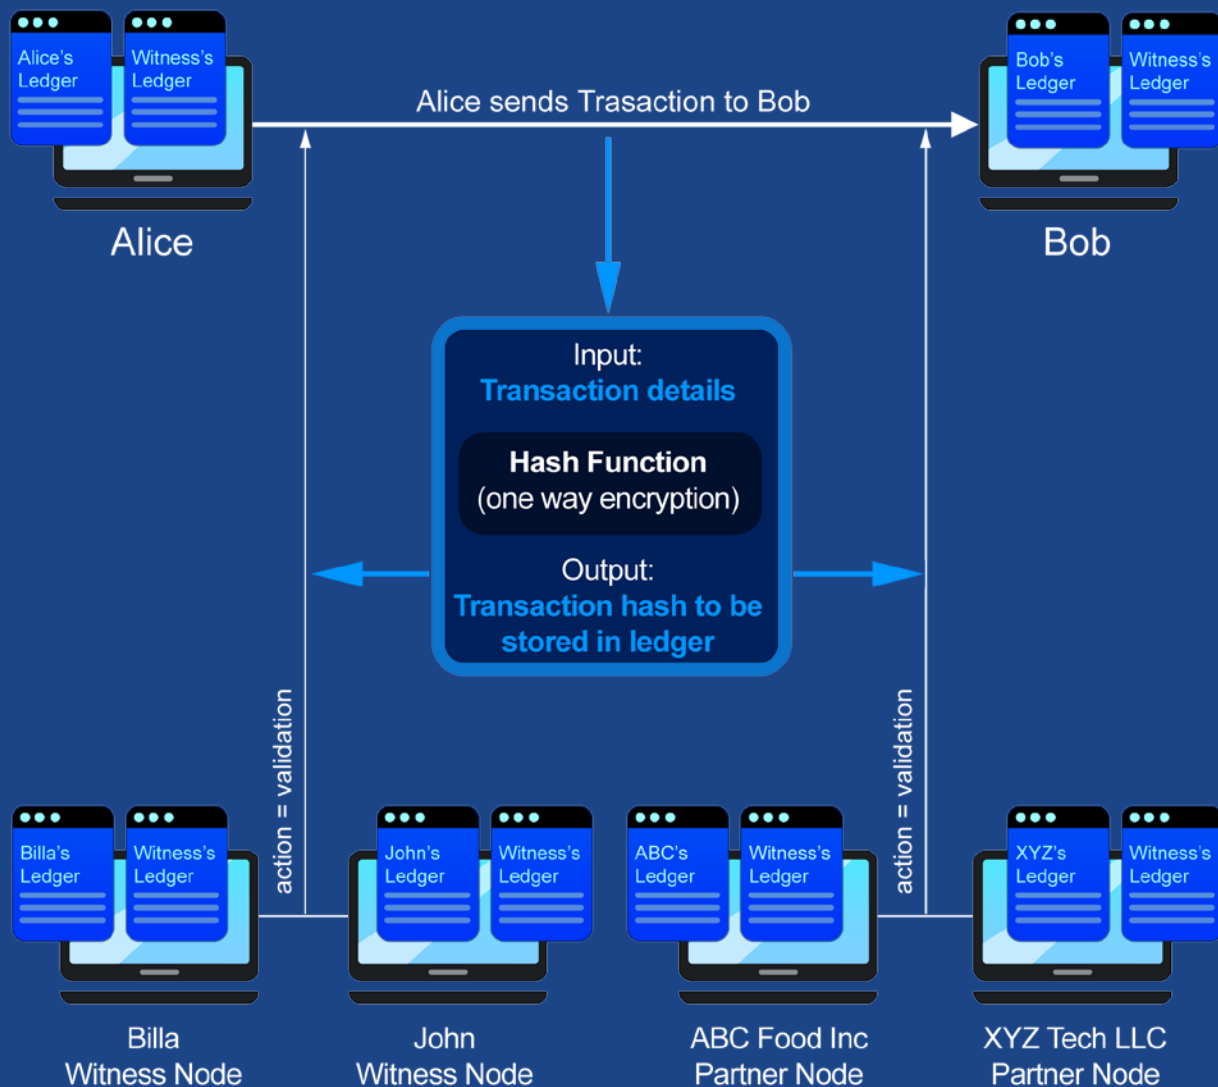 Alice's
Ledger
Witness's
Ledger
Bob's
Ledger
Witness's
Ledger
Alice sends Trasaction to Bob
Alice
Bob
Input:
Transaction details
Hash Function
(one way encryption)
Output:
Transaction hash to be
stored in ledger
action = validation
action = validation
Billa's
Ledger
Witness's
Ledger
John's
Ledger
Witness's
Ledger
ABC's
Ledger
Witness's
Ledger
XYZ's
Ledger
Witness's
Ledger
Billa
Witness Node
John
Witness Node
ABC Food Inc
Partner Node
XYZ Tech LLC
Partner Node